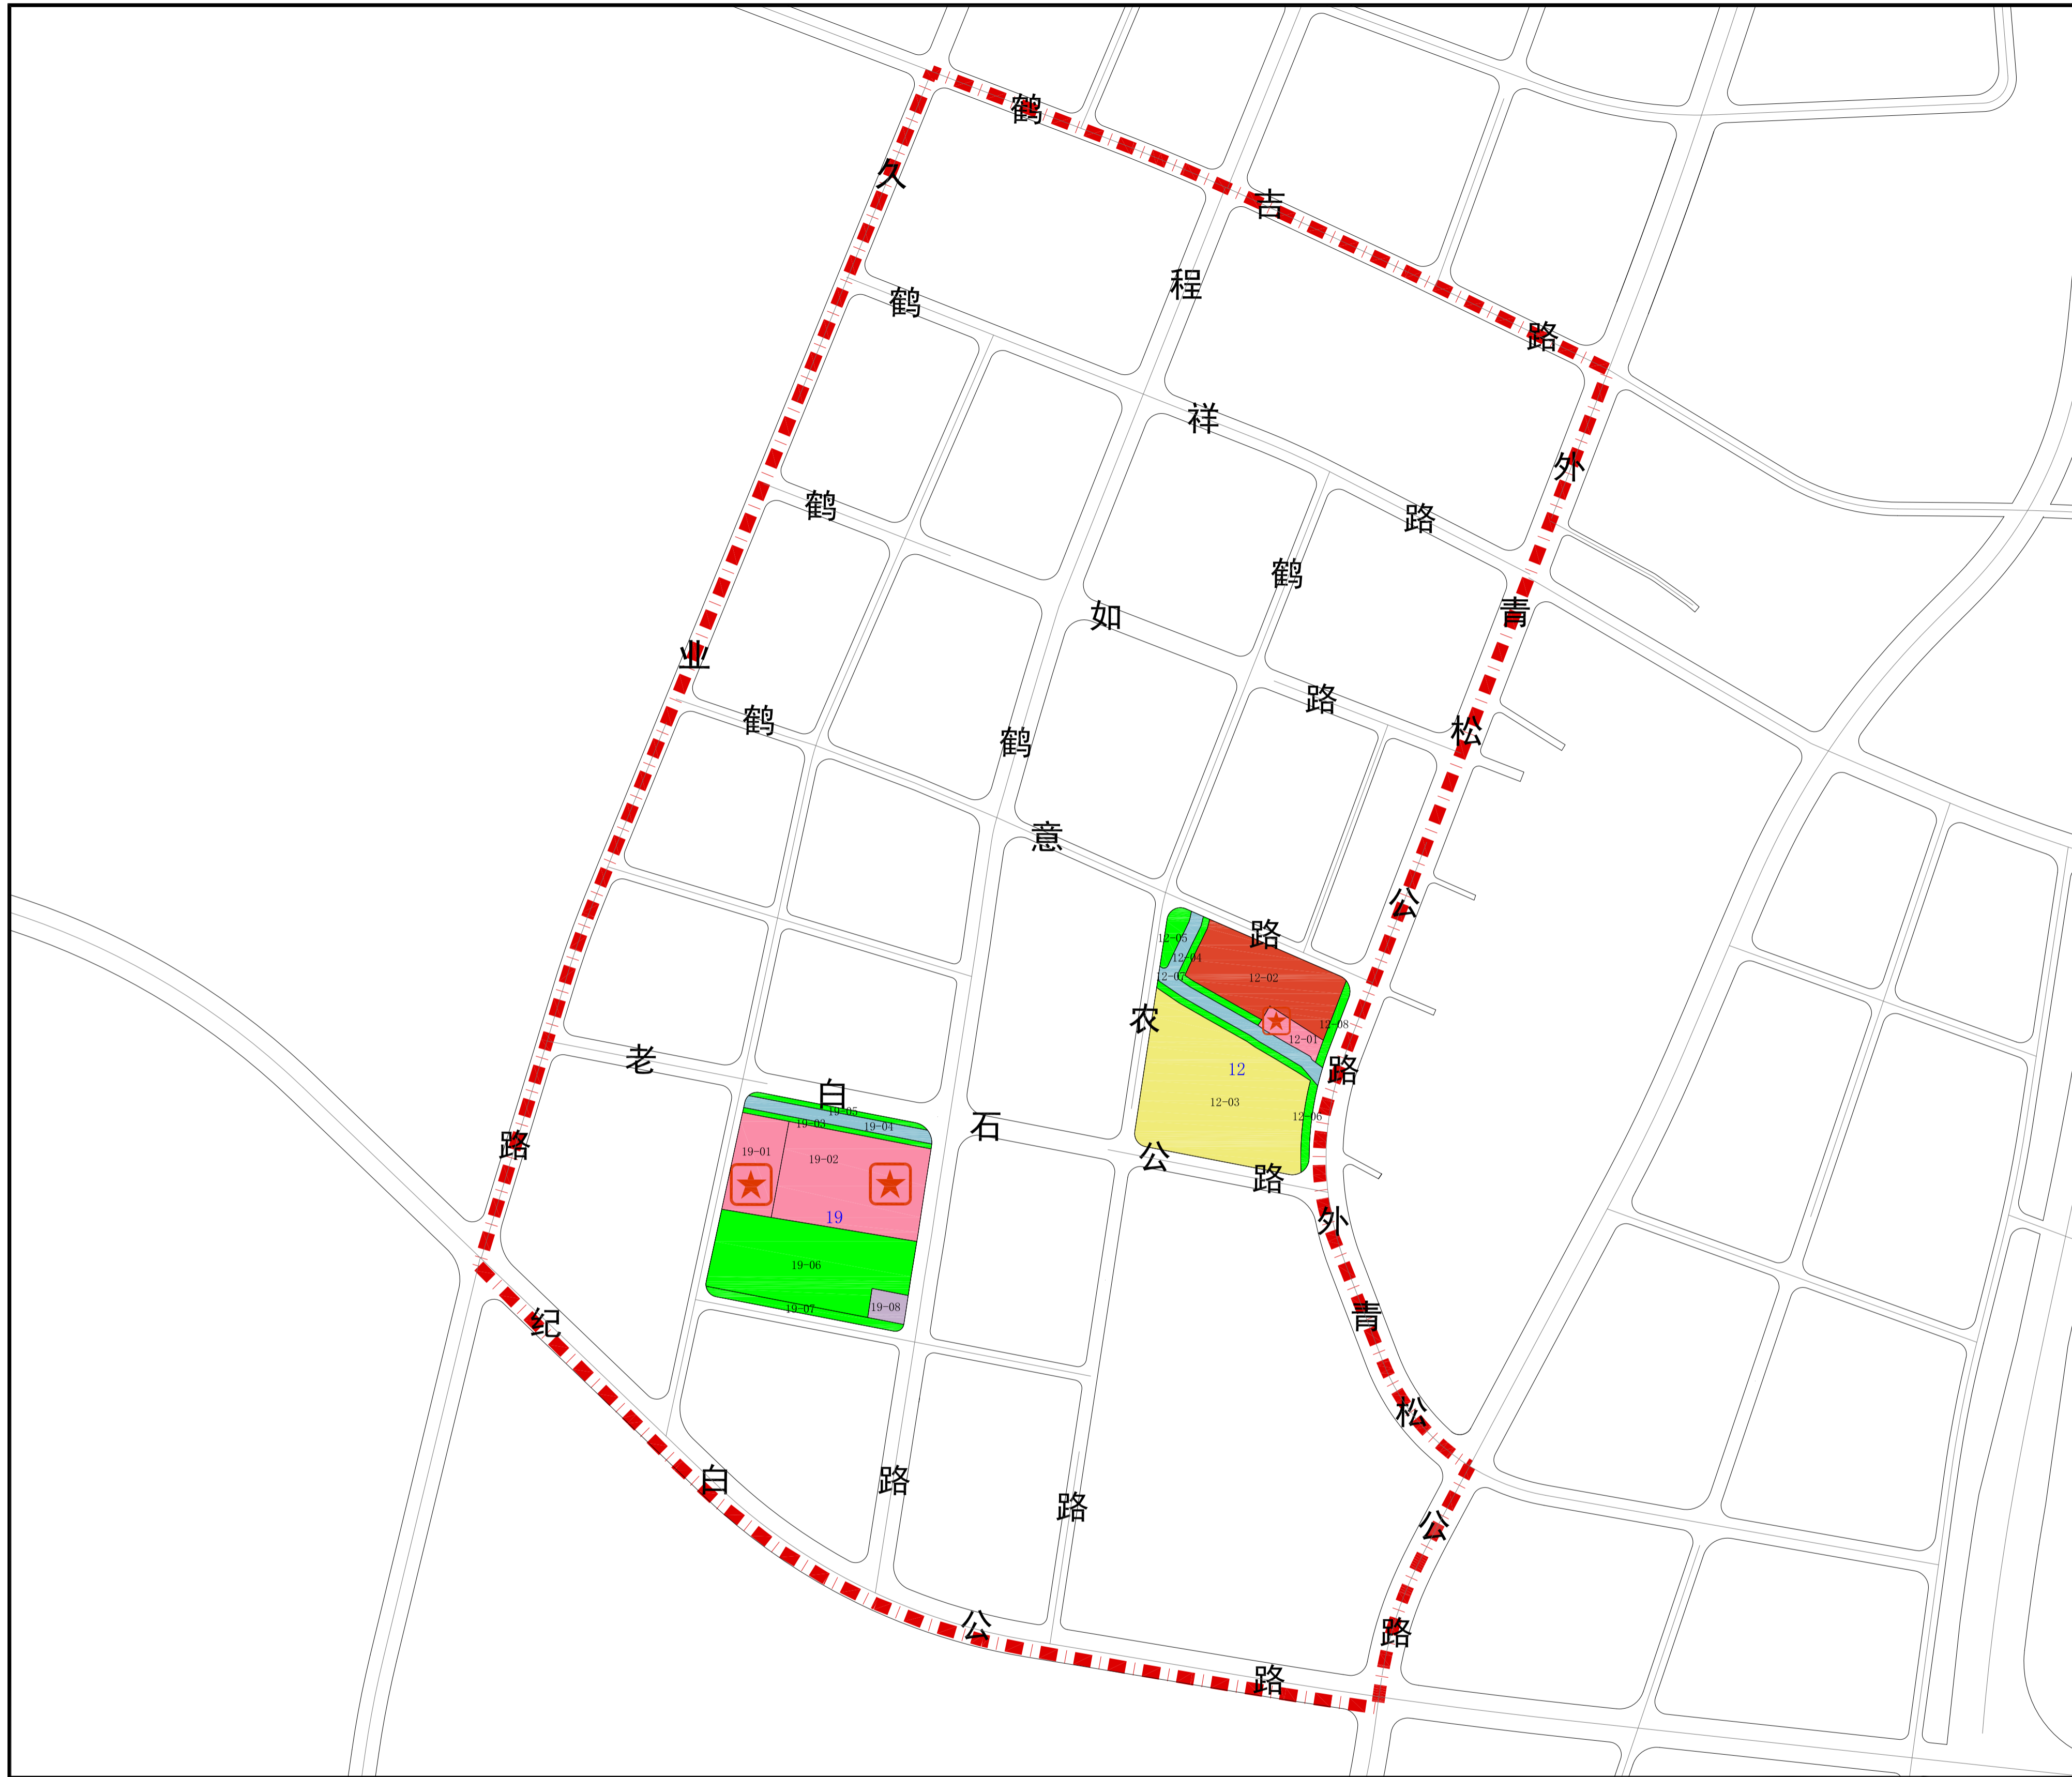 鹤
久
吉
程
鹤
路
祥
外
鹤
路
鹤
青
如
业
路
松
鹤
鹤
意
公
路
12-05
12-04
12-07
12-02
农
12-08
12-01
老
路
12
白
12-03
19-05
12-06
19-03
19-04
石
路
19-01
公
19-02
路
19
外
19-06
19-07
19-08
青
纪
松
白
路
路
公
公
路
路